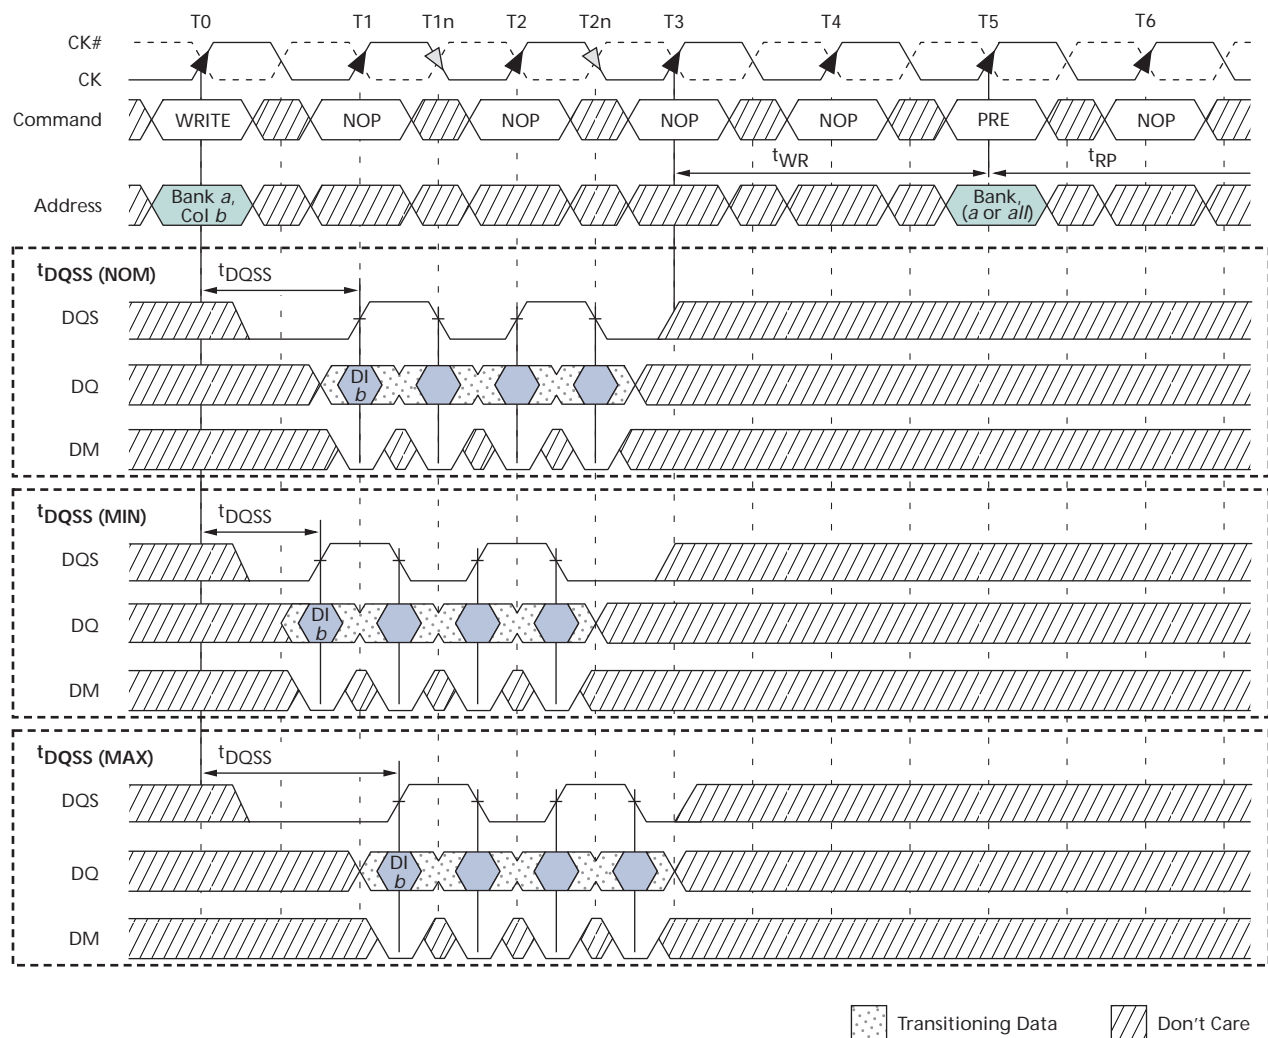 T0 T1 T1n T2 T2n T3 T4 T5 T6
CK#
CK
Command WRITE NOP NOP NOP NOP PRE NOP
tWR tRP
Address Bank a, Col b Bank, (a or all)
tDQSS (NOM) tDQSS
DQS
DQ DI b
DM
tDQSS (MIN) tDQSS
DQS
DQ DI b
DM
tDQSS (MAX) tDQSS
DQS
DQ DI b
DM
Transitioning Data Don't Care